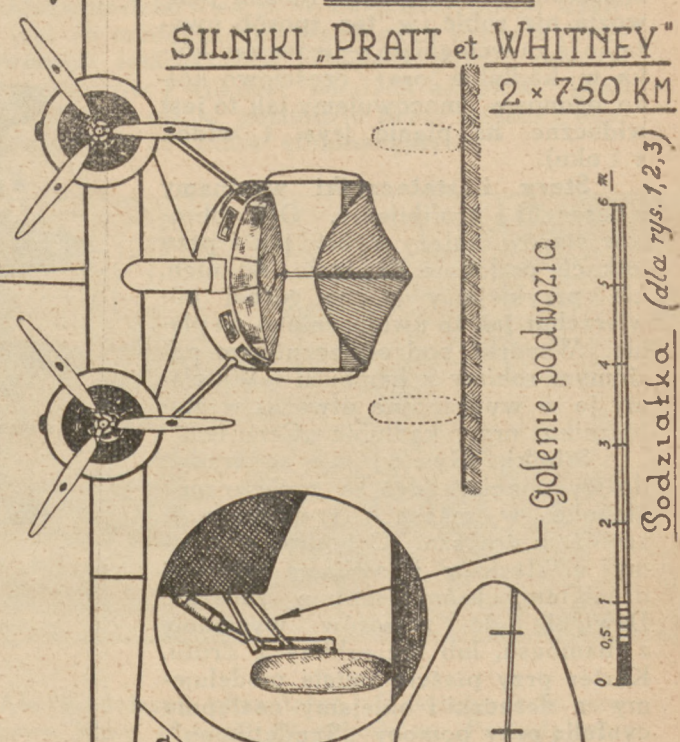 SILNIKI „PRATT et WHITNEY"
2 × 750 KM
Golenie podwozia
0 0,5 1 2 3 4 5 6 m
Podziałka (dla rys. 1,2,3)